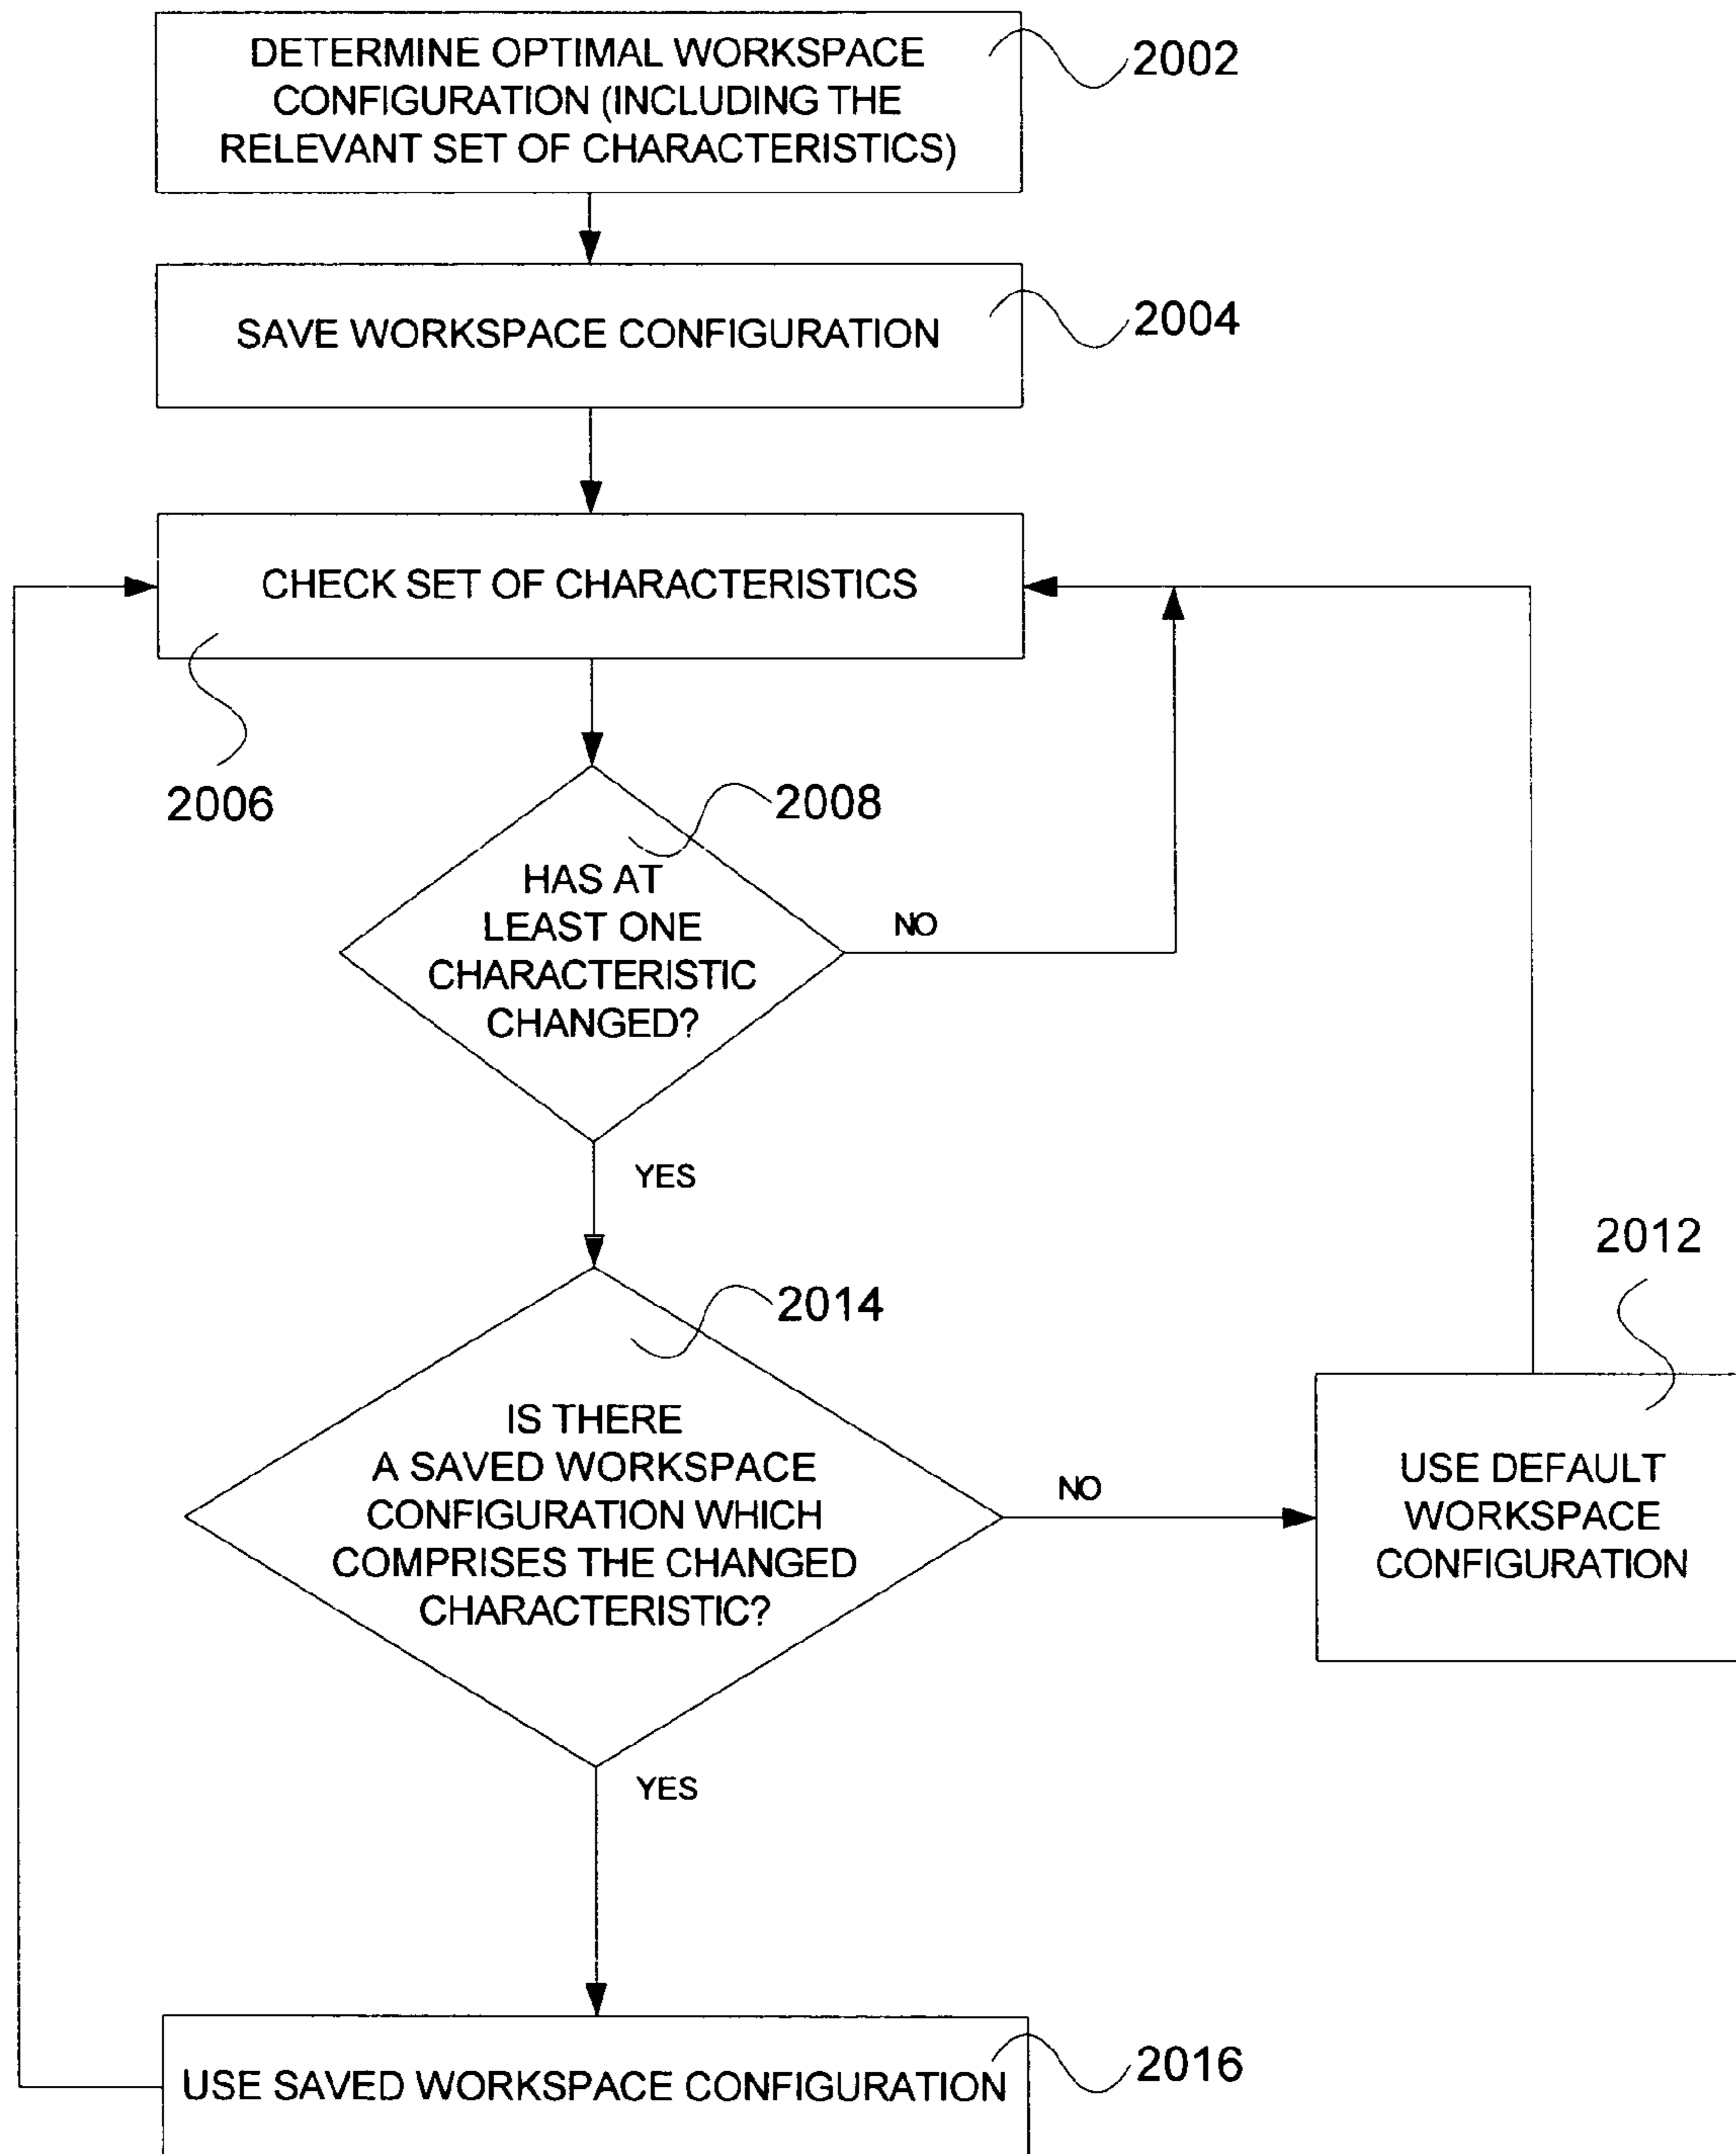 DETERMINE OPTIMAL WORKSPACE
CONFIGURATION (INCLUDING THE
RELEVANT SET OF CHARACTERISTICS)
2002
SAVE WORKSPACE CONFIGURATION
2004
CHECK SET OF CHARACTERISTICS
2006
2008
HAS AT
LEAST ONE
CHARACTERISTIC
CHANGED?
NO
YES
2014
IS THERE
A SAVED WORKSPACE
CONFIGURATION WHICH
COMPRISES THE CHANGED
CHARACTERISTIC?
NO
2012
USE DEFAULT
WORKSPACE
CONFIGURATION
YES
USE SAVED WORKSPACE CONFIGURATION
2016